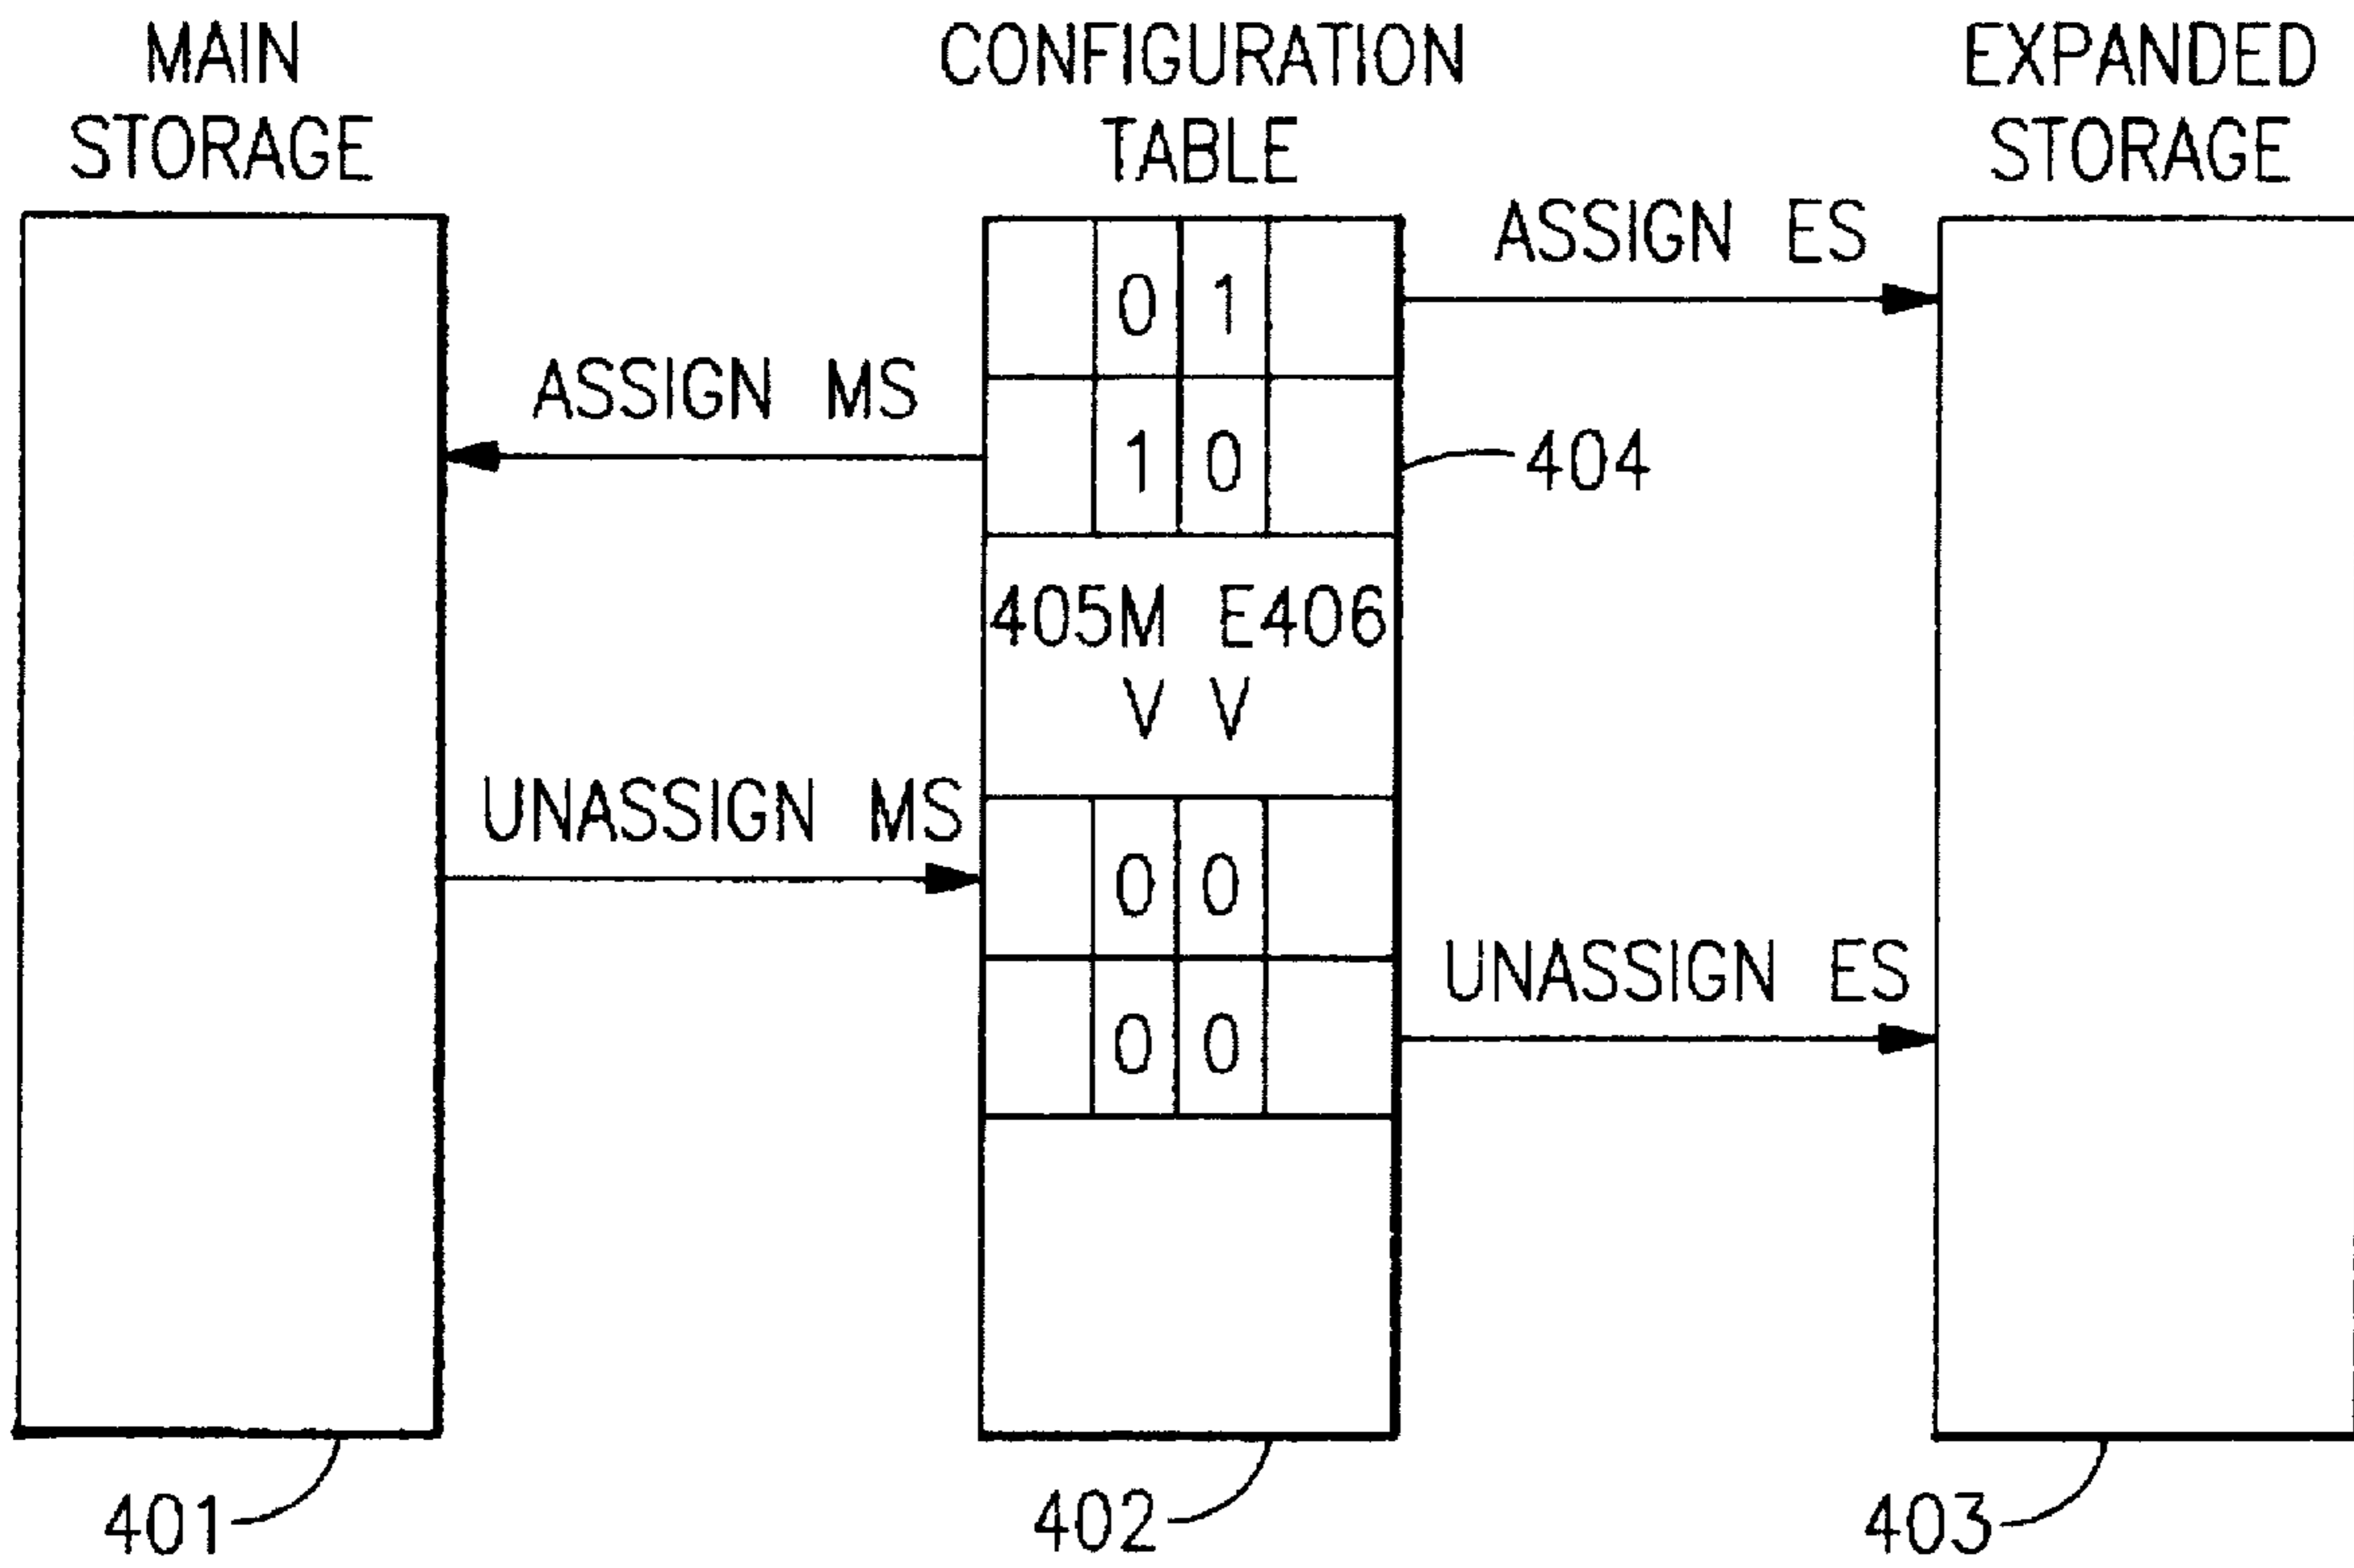 MAIN
STORAGE
CONFIGURATION
TABLE
EXPANDED
STORAGE
ASSIGN ES
0 1
ASSIGN MS
1 0
404
405M E406
V V
UNASSIGN MS
0 0
UNASSIGN ES
0 0
401
402
403